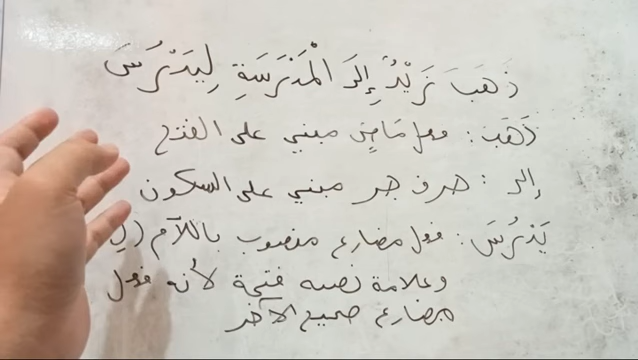 ذَهَبَ زَيْدٌ إِلَى الْمَدْرَسَةِ لِيَدْرُسَ
ذَهَبَ : فعل مَاضٍ مبني على الفتح
إلى : حرف جر مبني على السكون
يَدْرُسَ : فعل مضارع منصوب باللام (لِ
وعلامة نصبه فتحة لأنه فعل
مضارع صحيح الآخر